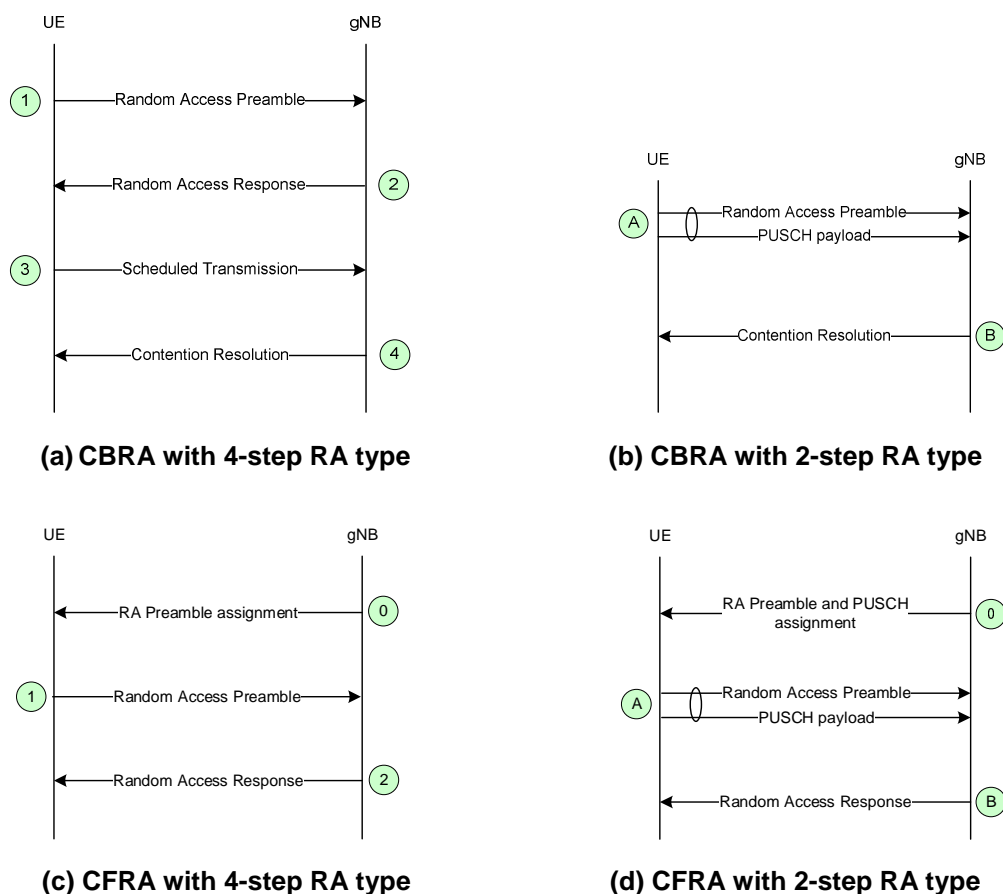 UE gNB
1 Random Access Preamble
Random Access Response 2
3 Scheduled Transmission
Contention Resolution 4
(a) CBRA with 4-step RA type
UE gNB
A Random Access Preamble
PUSCH payload
Contention Resolution B
(b) CBRA with 2-step RA type
UE gNB
RA Preamble assignment 0
1 Random Access Preamble
Random Access Response 2
(c) CFRA with 4-step RA type
UE gNB
RA Preamble and PUSCH
assignment 0
A Random Access Preamble
PUSCH payload
Random Access Response B
(d) CFRA with 2-step RA type